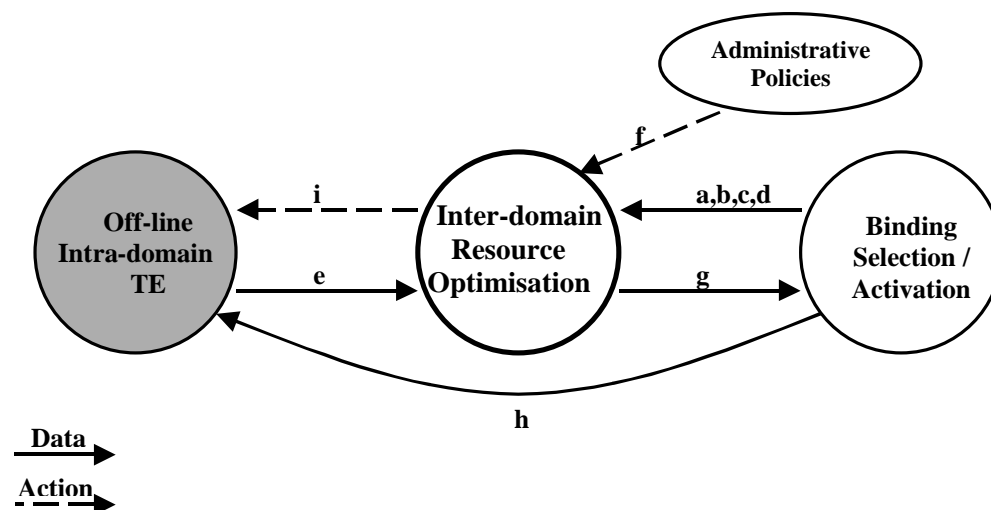 Administrative
Policies
f
i
a,b,c,d
Off-line
Intra-domain
TE
Inter-domain
Resource
Optimisation
Binding
Selection /
Activation
e
g
h
Data
Action